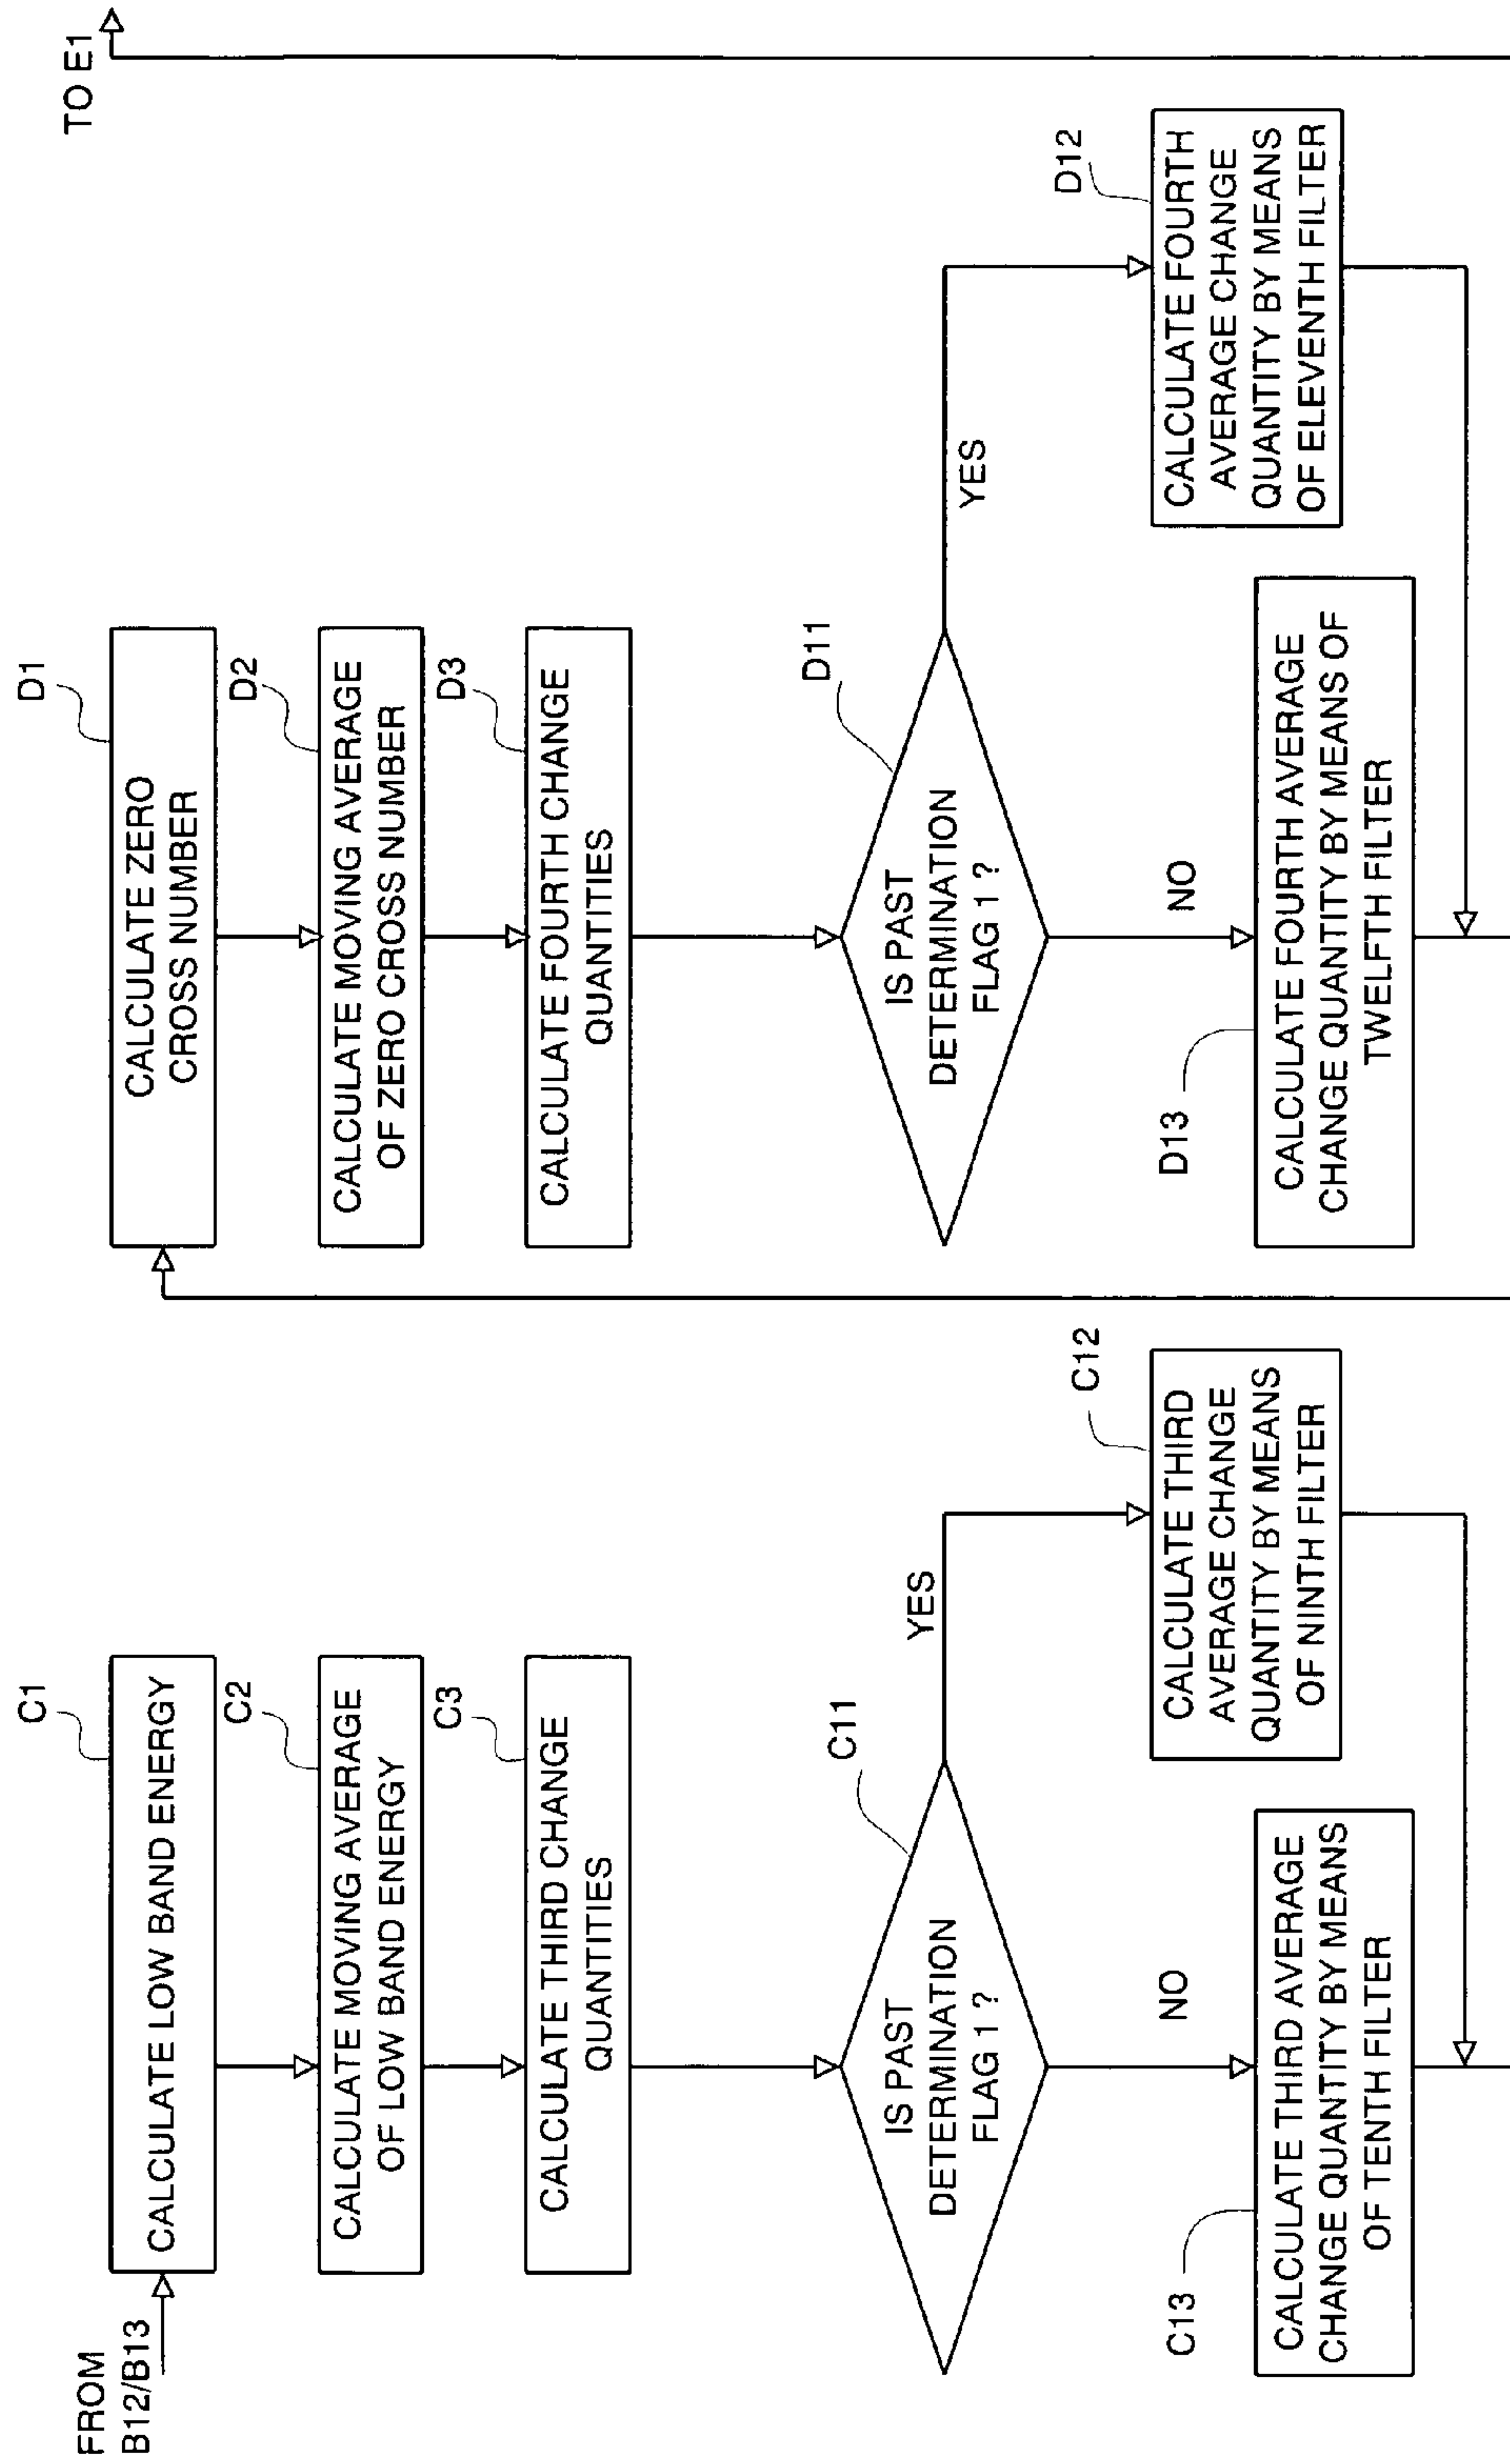 FROM
B12/B13
C1
CALCULATE LOW BAND ENERGY
C2
CALCULATE MOVING AVERAGE
OF LOW BAND ENERGY
C3
CALCULATE THIRD CHANGE
QUANTITIES
C11
IS PAST
DETERMINATION
FLAG 1 ?
YES
NO
C12
CALCULATE THIRD
AVERAGE CHANGE
QUANTITY BY MEANS
OF NINTH FILTER
C13
CALCULATE THIRD AVERAGE
CHANGE QUANTITY BY MEANS
OF TENTH FILTER
D1
CALCULATE ZERO
CROSS NUMBER
D2
CALCULATE MOVING AVERAGE
OF ZERO CROSS NUMBER
D3
CALCULATE FOURTH CHANGE
QUANTITIES
D11
IS PAST
DETERMINATION
FLAG 1 ?
YES
NO
D12
CALCULATE FOURTH
AVERAGE CHANGE
QUANTITY BY MEANS
OF ELEVENTH FILTER
D13
CALCULATE FOURTH AVERAGE
CHANGE QUANTITY BY MEANS OF
TWELFTH FILTER
TO E1